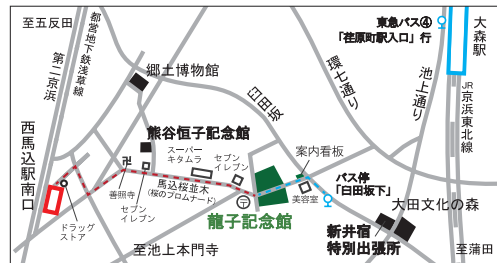 至五反田
都営地下鉄浅草線
第二京浜
郷土博物館
臼田坂
環七通り
東急バス④
「荏原町駅入口」行
池上通り
大森駅
JR京浜東北線
西馬込駅南口
熊谷恒子記念館
スーパー
キタムラ
セブン
イレブン
案内看板
バス停
「臼田坂下」
卍
善照寺
馬込桜並木
(桜のプロムナード)
セブン
イレブン
〒
美容室
大田文化の森
ドラッグ
ストア
龍子記念館
新井宿
特別出張所
至池上本門寺
至蒲田